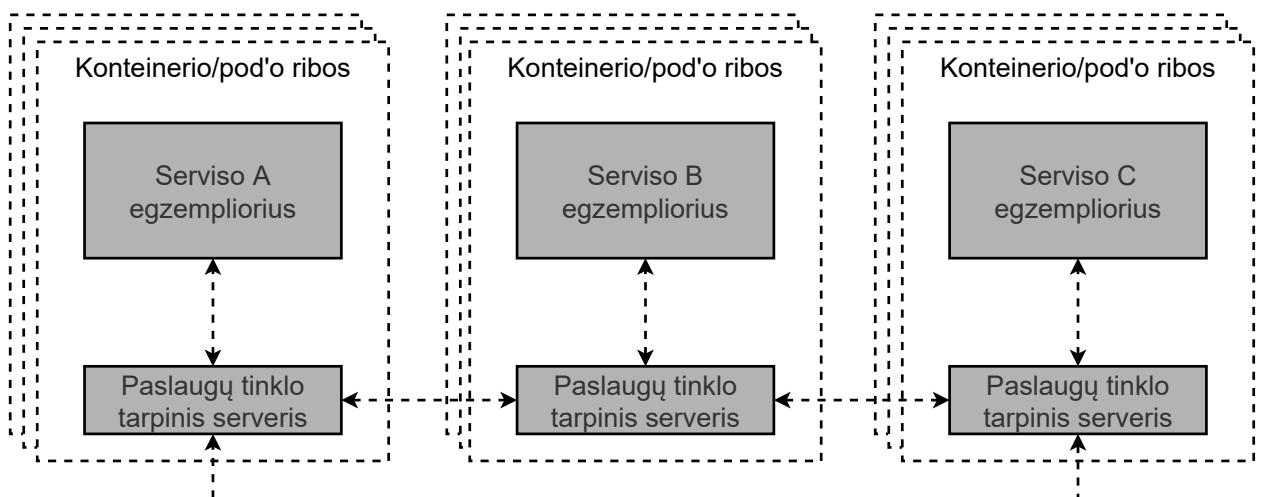 Konteinerio/pod'o ribos
Serviso A
egzempliorius
Paslaugų tinklo
tarpinis serveris
Konteinerio/pod'o ribos
Serviso B
egzempliorius
Paslaugų tinklo
tarpinis serveris
Konteinerio/pod'o ribos
Serviso C
egzempliorius
Paslaugų tinklo
tarpinis serveris